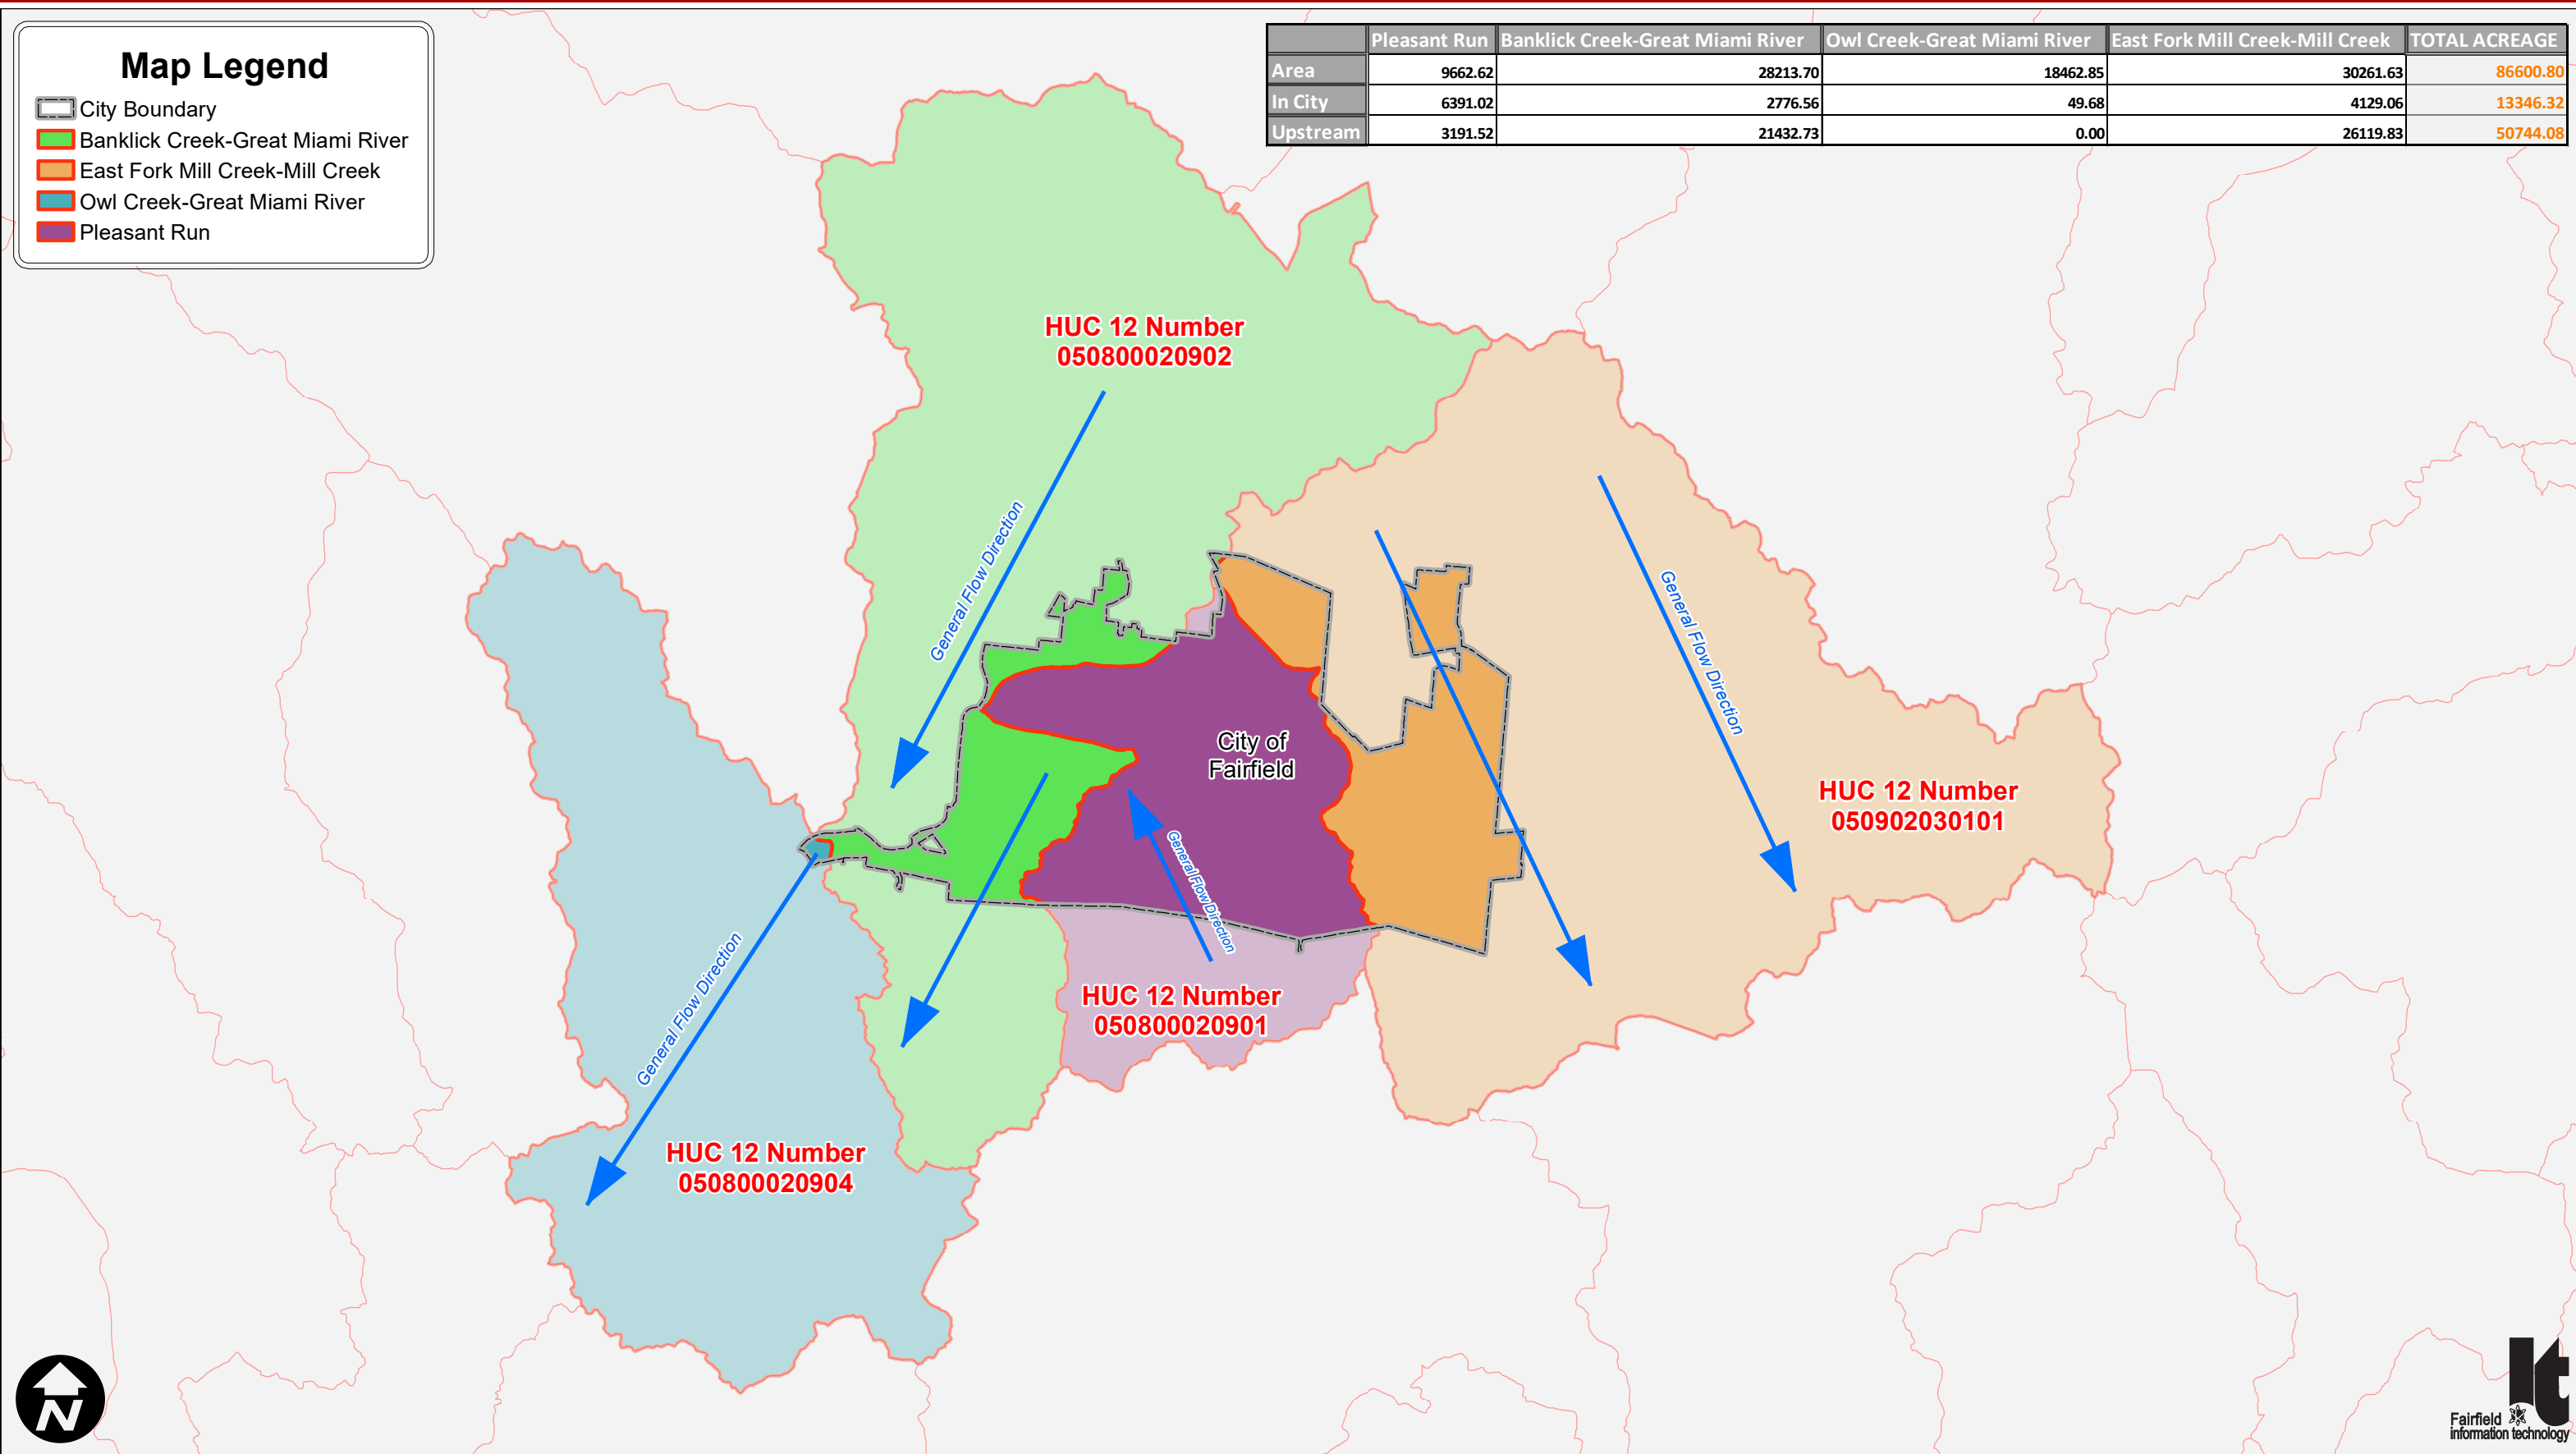 Map Legend
City Boundary
Banklick Creek-Great Miami River
East Fork Mill Creek-Mill Creek
Owl Creek-Great Miami River
Pleasant Run
Pleasant Run Banklick Creek-Great Miami River Owl Creek-Great Miami River East Fork Mill Creek-Mill Creek TOTAL ACREAGE
Area 9662.62 28213.70 18462.85 30261.63 86600.80
In City 6391.02 2776.56 49.68 4129.06 13346.32
Upstream 3191.52 21432.73 0.00 26119.83 50744.08
HUC 12 Number
050800020902
General Flow Direction
General Flow Direction
City of
Fairfield
HUC 12 Number
050902030101
General Flow Direction
General Flow Direction
HUC 12 Number
050800020901
HUC 12 Number
050800020904
N
It
Fairfield
information technology